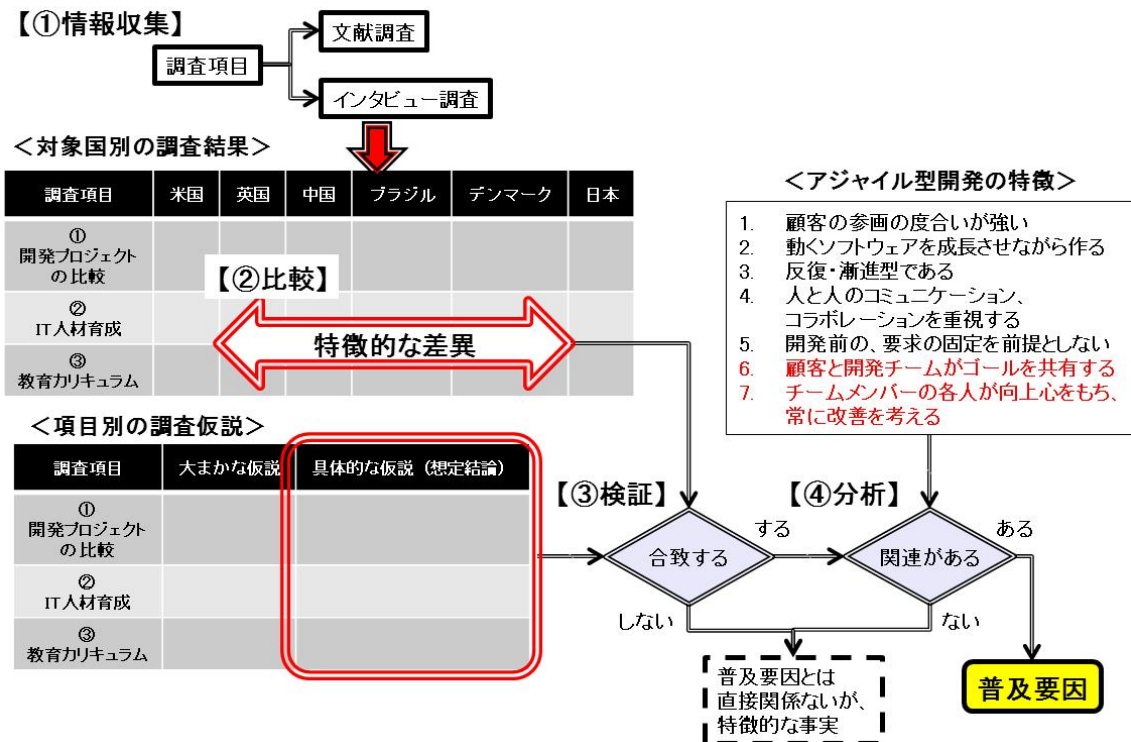 【①情報収集】
文献調査
調査項目
インタビュー調査
＜対象国別の調査結果＞
調査項目 米国 英国 中国 ブラジル デンマーク 日本
①
開発プロジェクト
の比較
②
IT人材育成
③
教育カリキュラム
【②比較】
特徴的な差異
＜アジャイル型開発の特徴＞
1. 顧客の参画の度合いが強い
2. 動くソフトウェアを成長させながら作る
3. 反復・漸進型である
4. 人と人のコミュニケーション、
コラボレーションを重視する
5. 開発前の、要求の固定を前提としない
6. 顧客と開発チームがゴールを共有する
7. チームメンバーの各人が向上心をもち、
常に改善を考える
＜項目別の調査仮説＞
調査項目 大まかな仮説 具体的な仮説（想定結論）
①
開発プロジェクト
の比較
②
IT人材育成
③
教育カリキュラム
【③検証】
合致する
する
しない
【④分析】
関連がある
ある
ない
普及要因とは
直接関係ないが、
特徴的な事実
普及要因